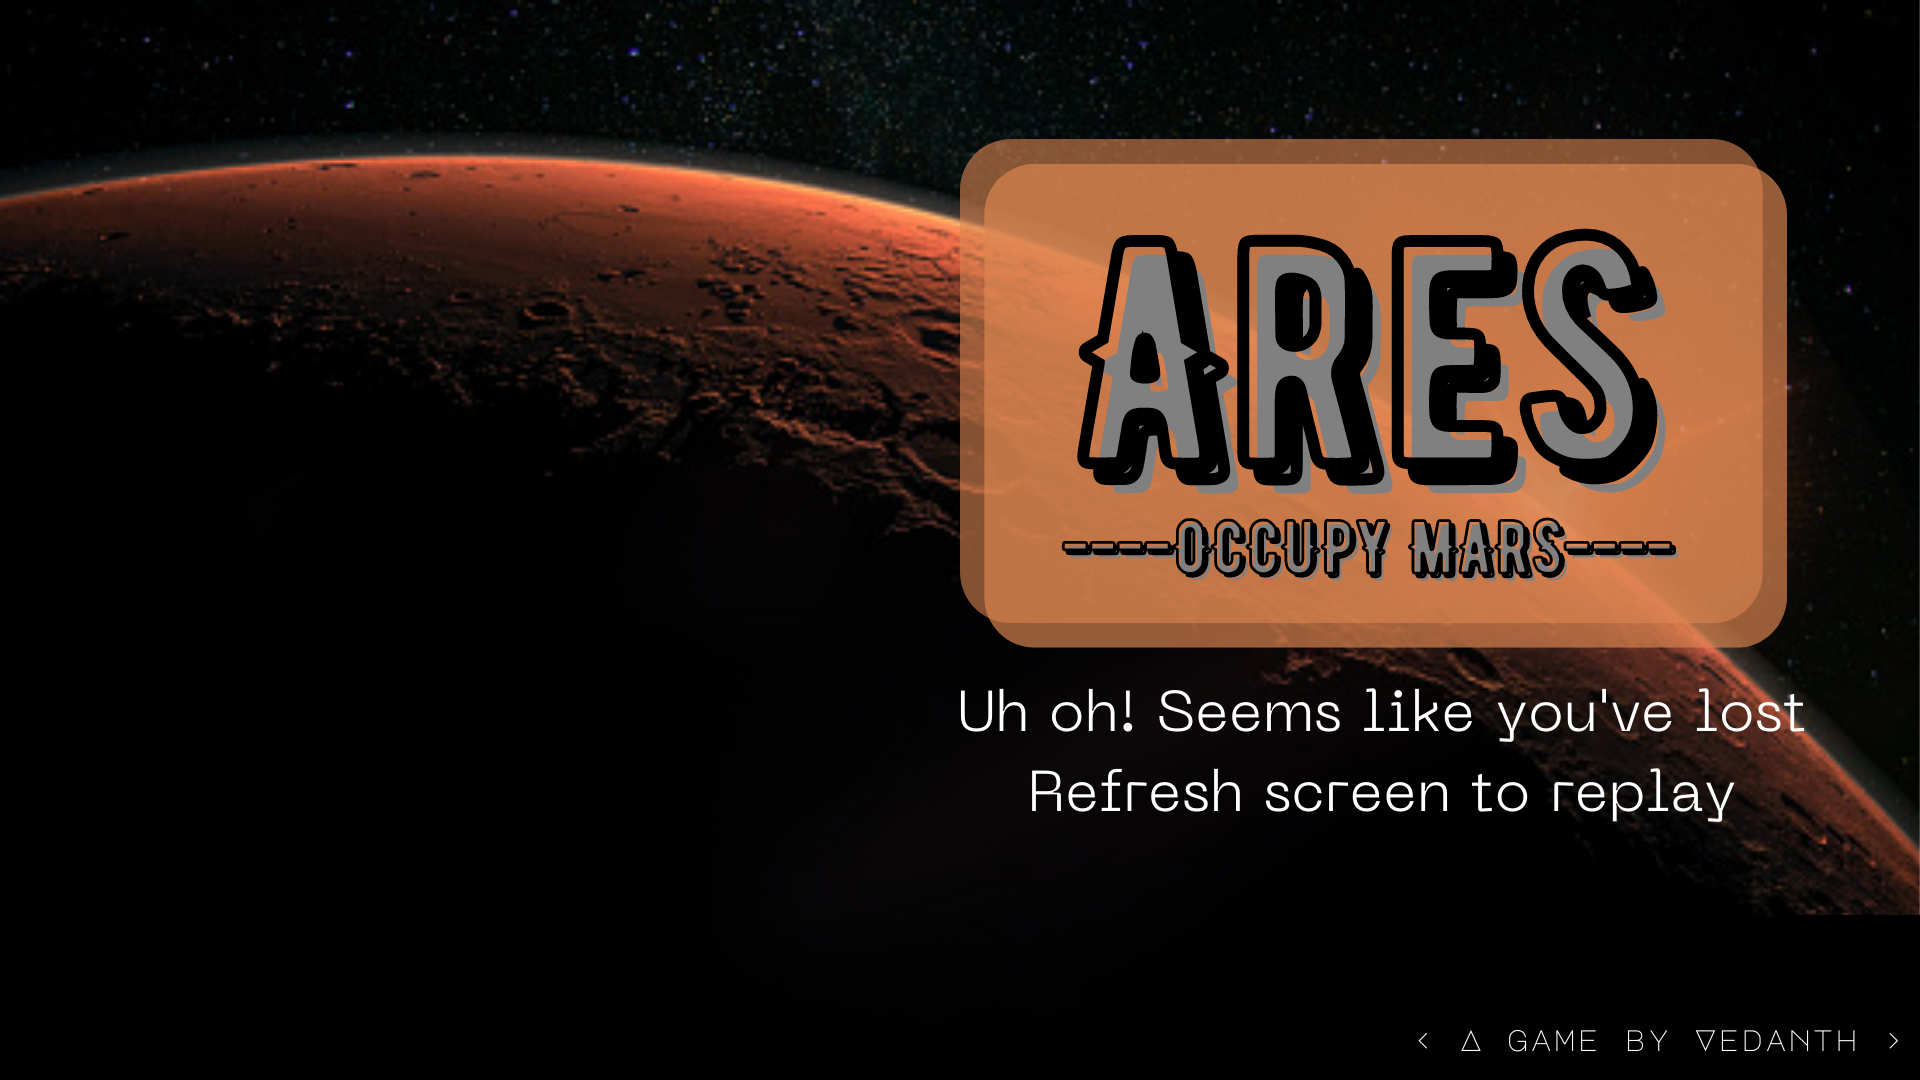 ARES
----OCCUPY MARS----
Uh oh! Seems like you've lost
Refresh screen to replay
< Δ GAME BY ∇EDANTH >